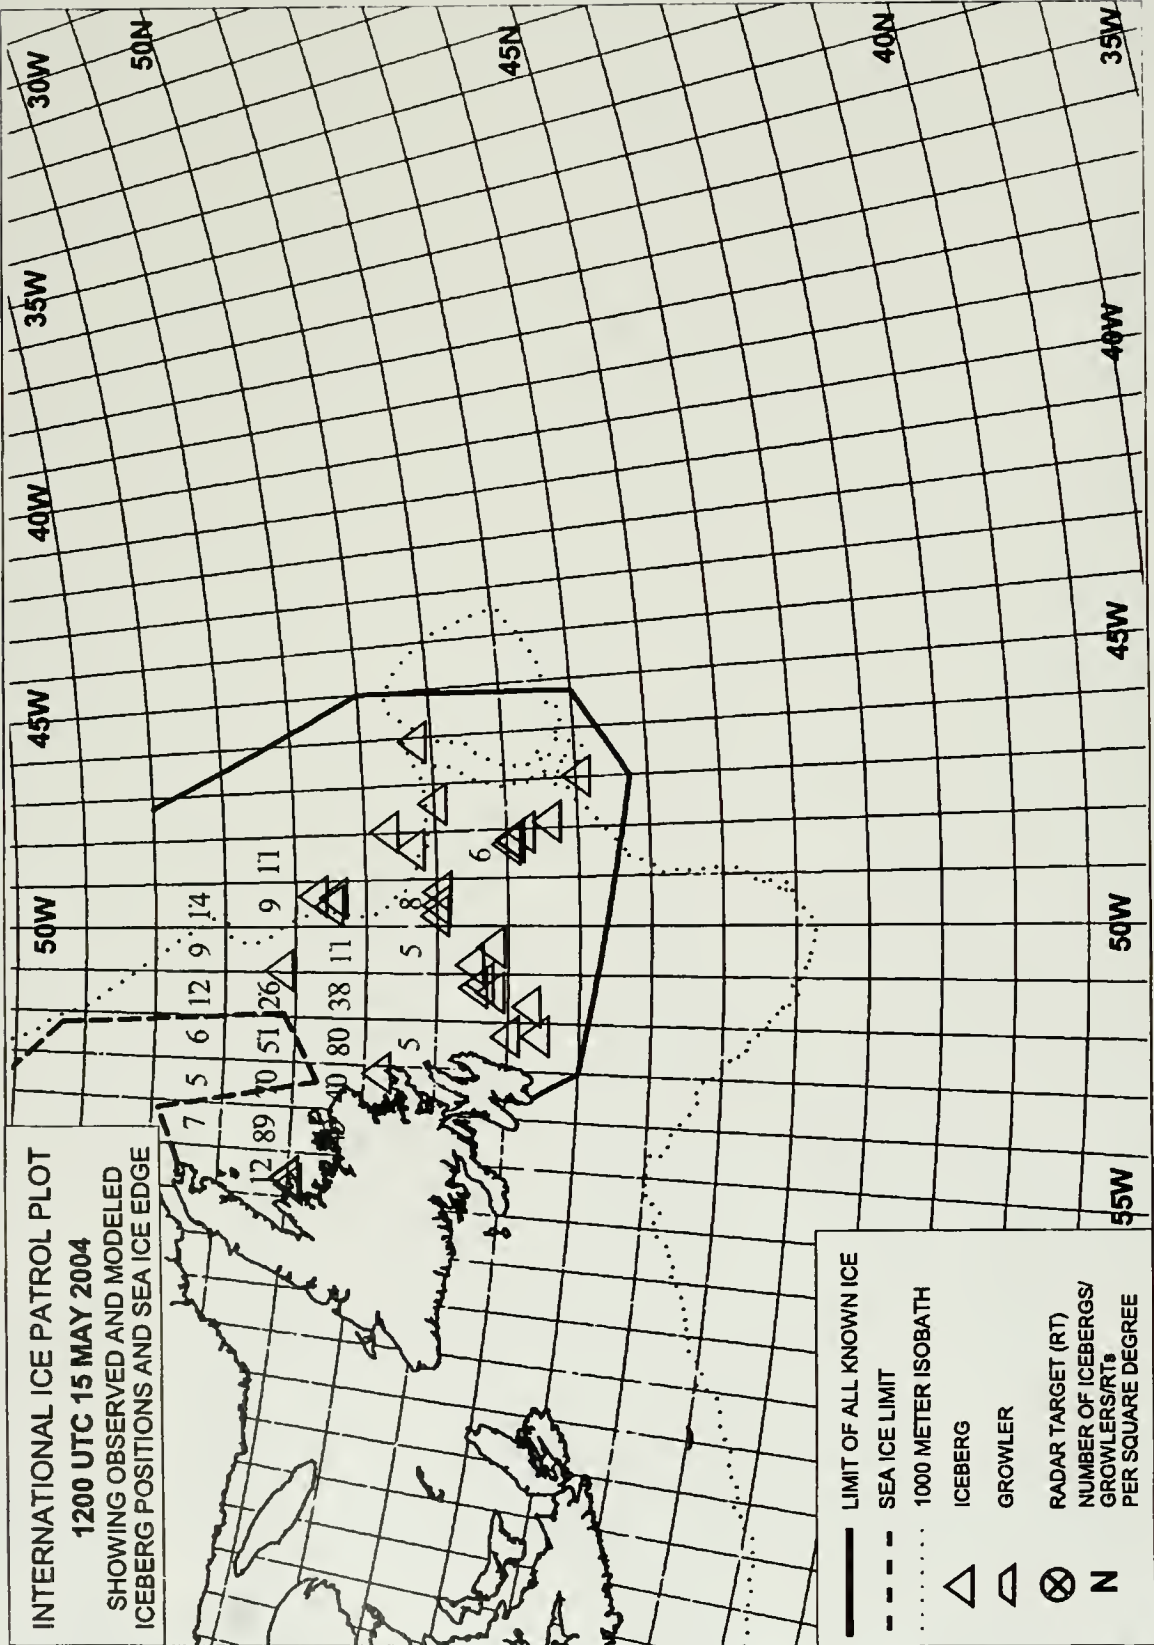 INTERNATIONAL ICE PATROL PLOT
1200 UTC 15 MAY 2004
SHOWING OBSERVED AND MODELED
ICEBERG POSITIONS AND SEA ICE EDGE
50W
45W
40W
35W
30W
50N
45N
40N
35W
40W
45W
50W
55W
7
5
6
12
9
14
12
89
51
26
9
11
80
38
11
5
5
8
6
LIMIT OF ALL KNOWN ICE
SEA ICE LIMIT
1000 METER ISOBATH
ICEBERG
GROWLER
RADAR TARGET (RT)
N
NUMBER OF ICEBERGS/
GROWLERS/RTs
PER SQUARE DEGREE